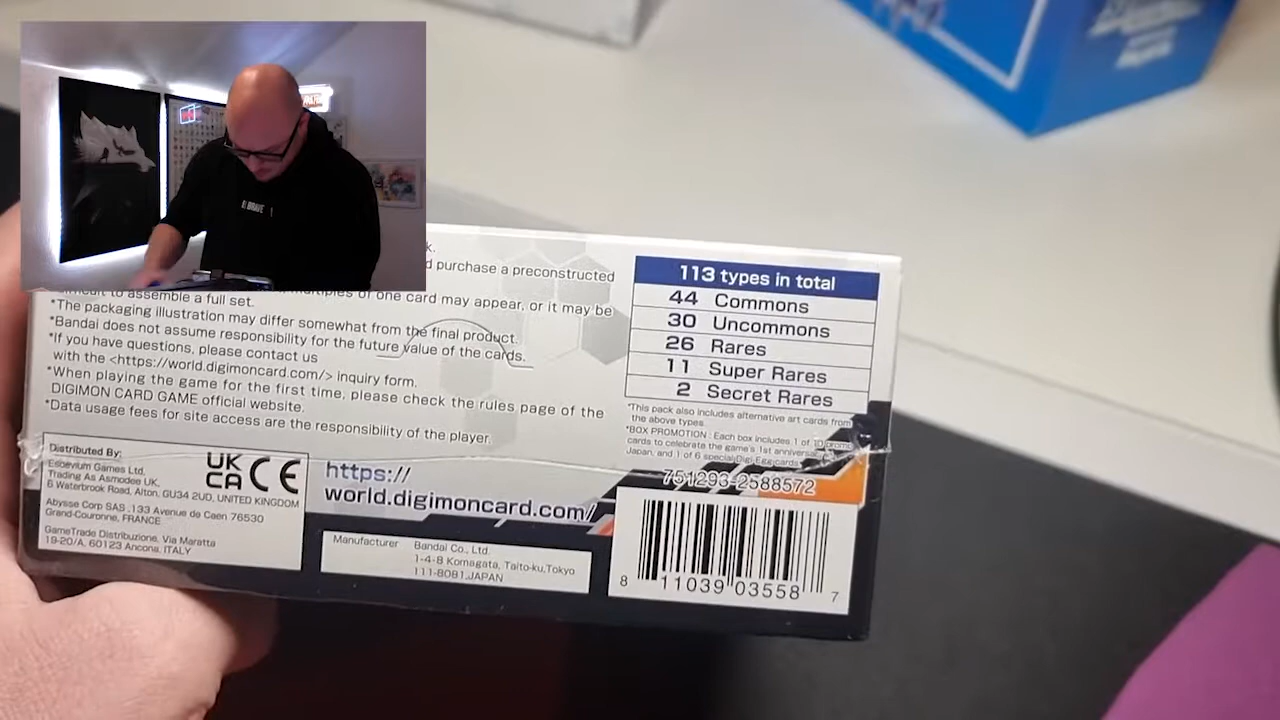 k.
d purchase a preconstructed
multiples of one card may appear, or it may be
difficult to assemble a full set.
*The packaging illustration may differ somewhat from the final product.
*Bandai does not assume responsibility for the future value of the cards.
*If you have questions, please contact us
with the <https://world.digimoncard.com/> inquiry form.
*When playing the game for the first time, please check the rules page of the
DIGIMON CARD GAME official website.
*Data usage fees for site access are the responsibility of the player.
113 types in total
44 Commons
30 Uncommons
26 Rares
11 Super Rares
2 Secret Rares
*This pack also includes alternative art cards from
the above types.
*BOX PROMOTION : Each box includes 1 of 10 promo
cards to celebrate the game's 1st anniversary
Japan, and 1 of 6 special Digi-Egg cards.
751293-2588572
8 11039 03558 7
Distributed By:
Esdevium Games Ltd,
Trading As Asmodee UK,
6 Waterbrook Road, Alton, GU34 2UD, UNITED KINGDOM
Abysse Corp SAS ,133 Avenue de Caen 76530
Grand-Couronne, FRANCE
GameTrade Distribuzione, Via Maratta
19-20/A, 60123 Ancona, ITALY
UK
CA CE
https://
world.digimoncard.com/
Manufacturer Bandai Co., Ltd.
1-4-8 Komagata, Taito-ku,Tokyo
111-8081,JAPAN